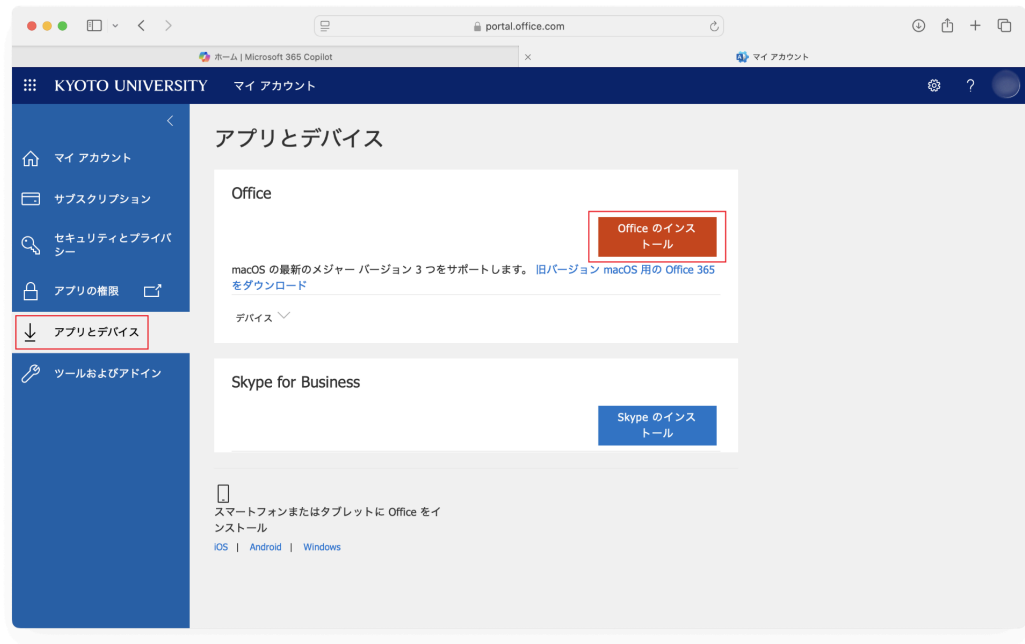 portal.office.com
ホーム | Microsoft 365 Copilot
マイ アカウント
KYOTO UNIVERSITY
マイ アカウント
?
マイ アカウント
サブスクリプション
セキュリティとプライバ
シー
アプリの権限
アプリとデバイス
ツールおよびアドイン
アプリとデバイス
Office
Office のインス
トール
macOS の最新のメジャー バージョン 3 つをサポートします。 旧バージョン macOS 用の Office 365
をダウンロード
デバイス
Skype for Business
Skype のインス
トール
スマートフォンまたはタブレットに Office をイ
ンストール
iOS | Android | Windows